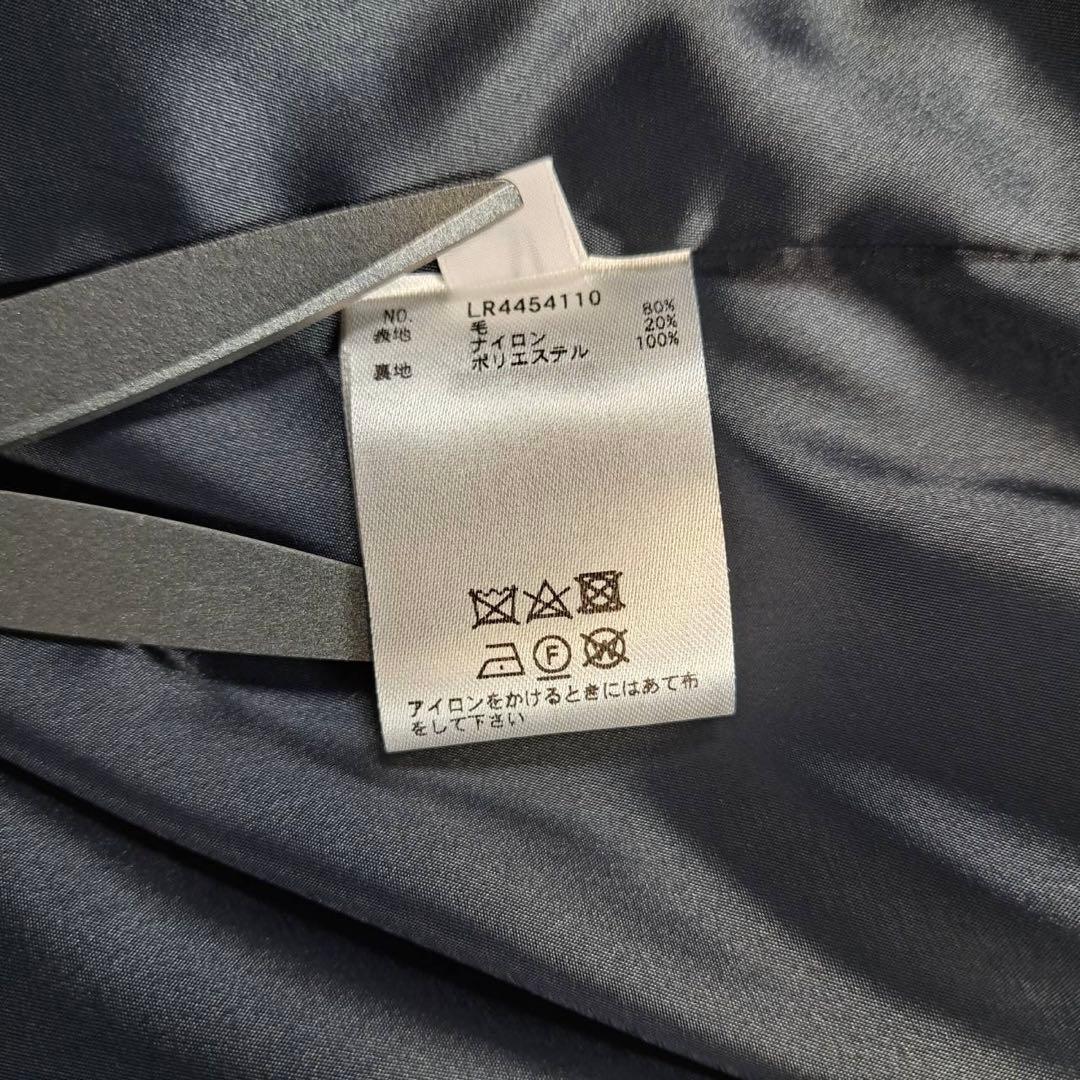 NO. LR4454110
表地 毛 80%
ナイロン 20%
裏地 ポリエステル 100%
F W
アイロンをかけるときにはあて布
をして下さい